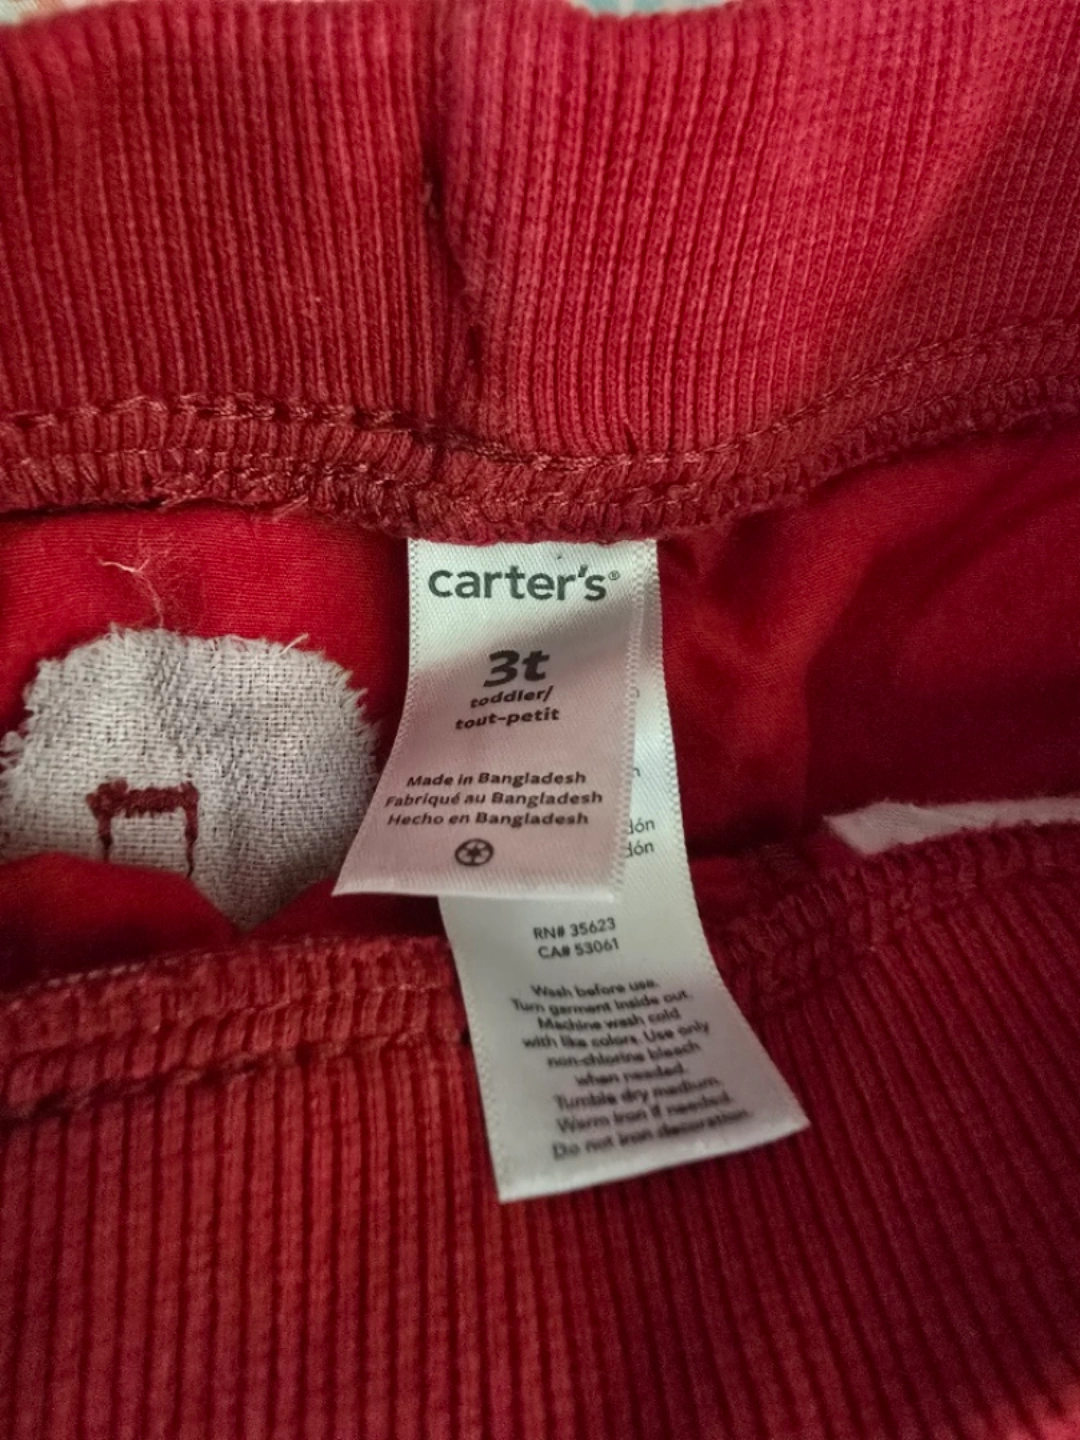 carter's®
3t
toddler/
tout-petit
Made in Bangladesh
Fabriqué au Bangladesh
Hecho en Bangladesh
RN# 35623
CA# 53061
Wash before use.
Turn garment inside out.
Machine wash cold
with like colors. Use only
non-chlorine bleach
when needed.
Tumble dry medium.
Warm iron if needed.
Do not iron decoration.